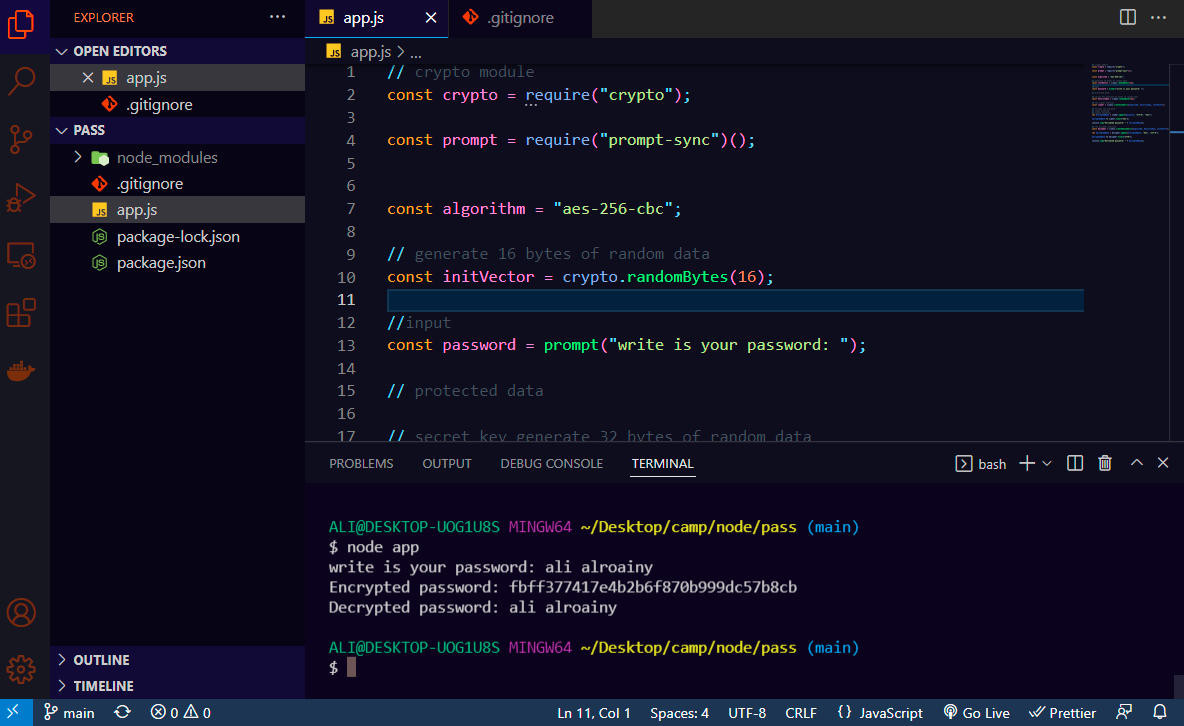 EXPLORER ···
JS app.js
.gitignore
···
OPEN EDITORS
JS app.js
.gitignore
PASS
node_modules
.gitignore
JS app.js
package-lock.json
package.json
OUTLINE
TIMELINE
JS app.js > ...
1 // crypto module
2 const crypto = require("crypto");
3
4 const prompt = require("prompt-sync")();
5
6
7 const algorithm = "aes-256-cbc";
8
9 // generate 16 bytes of random data
10 const initVector = crypto.randomBytes(16);
11
12 //input
13 const password = prompt("write is your password: ");
14
15 // protected data
16
17 // secret key generate 32 bytes of random data
PROBLEMS OUTPUT DEBUG CONSOLE TERMINAL bash
ALI@DESKTOP-UOG1U8S MINGW64 ~/Desktop/camp/node/pass (main)
$ node app
write is your password: ali alroainy
Encrypted password: fbff377417e4b2b6f870b999dc57b8cb
Decrypted password: ali alroainy
ALI@DESKTOP-UOG1U8S MINGW64 ~/Desktop/camp/node/pass (main)
$
main 0 0 Ln 11, Col 1 Spaces: 4 UTF-8 CRLF {} JavaScript Go Live Prettier